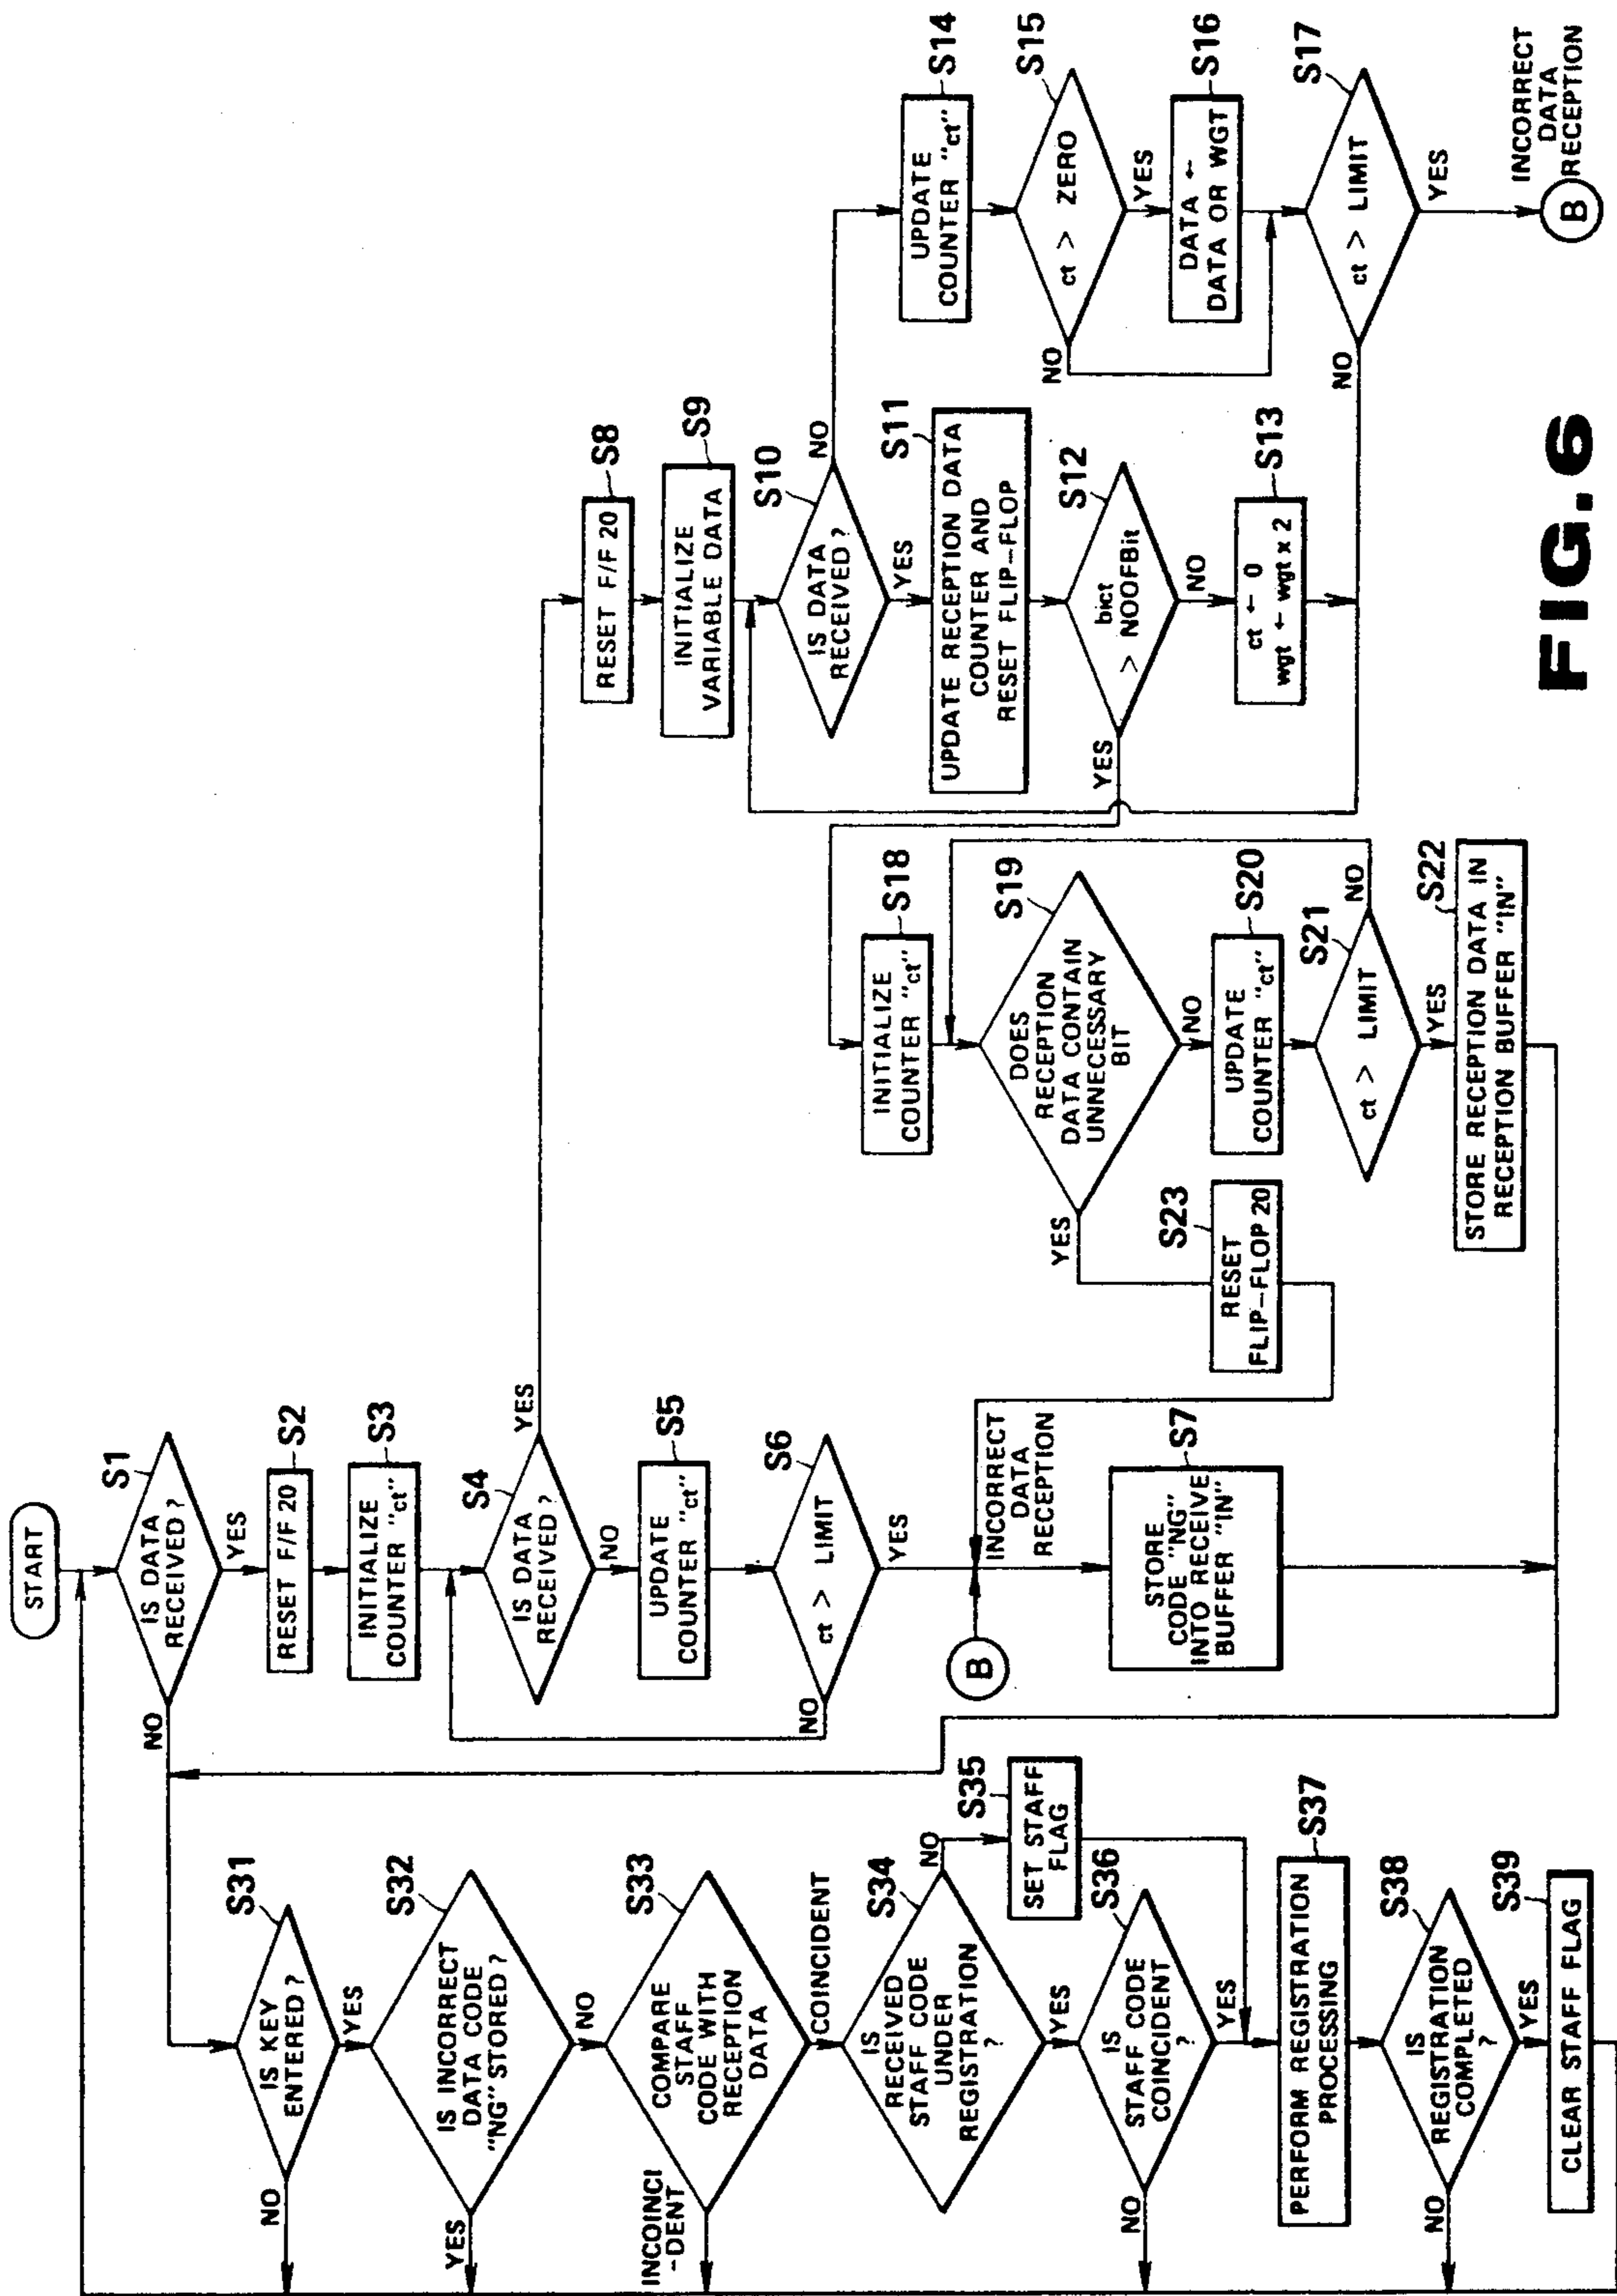 START
S1
IS DATA
RECEIVED ?
NO
YES
S2
RESET F/F 20
S3
INITIALIZE
COUNTER "ct"
S4
IS DATA
RECEIVED ?
YES
NO
S5
UPDATE
COUNTER "ct"
S6
ct > LIMIT
NO
YES
B
INCORRECT
DATA
RECEPTION
S7
STORE
CODE "NG"
INTO RECEIVE
BUFFER "IN"
S8
RESET F/F 20
S9
INITIALIZE
VARIABLE DATA
S10
IS DATA
RECEIVED ?
NO
YES
S11
UPDATE RECEPTION DATA
COUNTER AND
RESET FLIP-FLOP
S12
bict
> NOOFBit
YES
NO
S13
ct ← 0
wgt ← wgt x 2
S14
UPDATE
COUNTER "ct"
S15
ct > ZERO
NO
YES
S16
DATA ←
DATA OR WGT
S17
ct > LIMIT
NO
YES
INCORRECT
DATA
RECEPTION
B
S18
INITIALIZE
COUNTER "ct"
S19
DOES
RECEPTION
DATA CONTAIN
UNNECESSARY
BIT
YES
NO
S20
UPDATE
COUNTER "ct"
S21
ct > LIMIT
NO
YES
S22
STORE RECEPTION DATA IN
RECEPTION BUFFER "IN"
S23
RESET
FLIP-FLOP 20
S31
IS KEY
ENTERED ?
NO
YES
S32
IS INCORRECT
DATA CODE
"NG" STORED ?
YES
NO
S33
COMPARE
STAFF
CODE WITH
RECEPTION
DATA
INCOINCI
-DENT
COINCIDENT
S34
IS
RECEIVED
STAFF CODE
UNDER
REGISTRATION
?
NO
YES
S35
SET STAFF
FLAG
S36
IS
STAFF CODE
COINCIDENT
?
NO
YES
S37
PERFORM REGISTRATION
PROCESSING
S38
IS
REGISTRATION
COMPLETED
?
NO
YES
S39
CLEAR STAFF FLAG
FIG.6